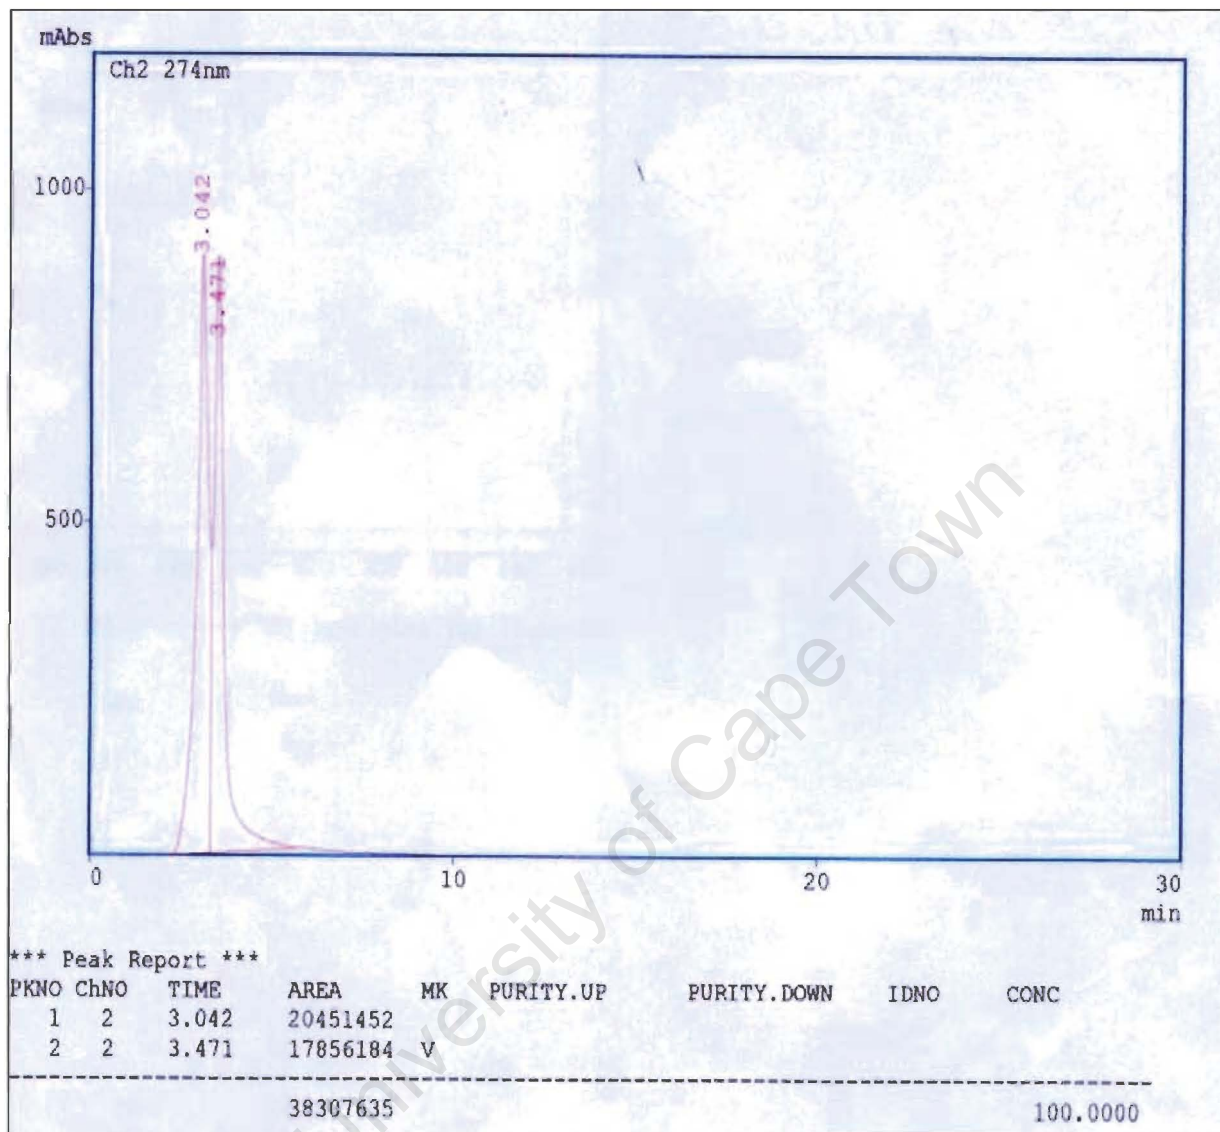 mAbs
Ch2 274nm
1000
3.042
3.471
500
0 10 20 30
min
University of Cape Town
*** Peak Report ***
PKNO ChNO TIME AREA MK PURITY.UP PURITY.DOWN IDNO CONC
1 2 3.042 20451452
2 2 3.471 17856184 V
38307635 100.0000